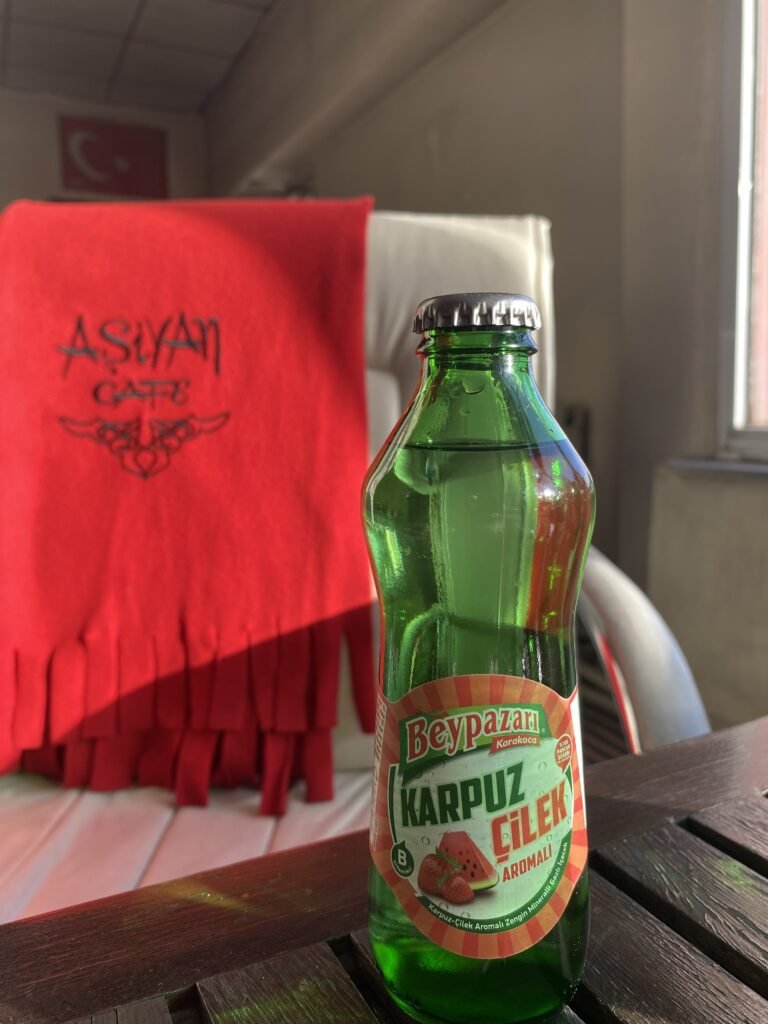 AŞİYAN
CAFE
Beypazarı
Karakoca
KARPUZ
ÇİLEK
AROMALI
B
Karpuz-Çilek Aromalı Zengin Mineralli Gazlı İçecek